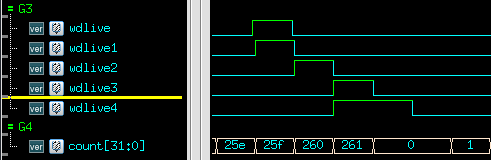 = G3
ver wdlive
ver wdlive1
ver wdlive2
ver wdlive3
ver wdlive4
= G4
ver count[31:0] 25e 25f 260 261 0 1